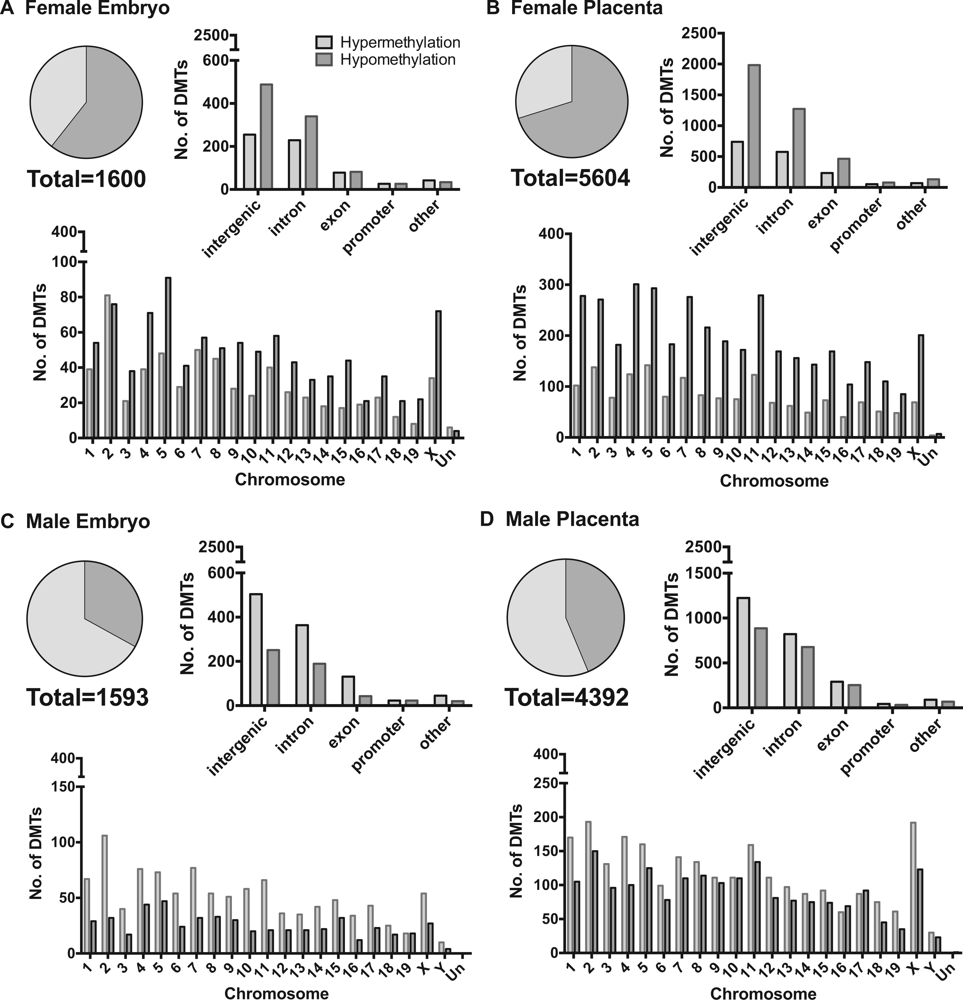 A Female Embryo
Total=1600
2500
600
400
200
0
No. of DMTs
Hypermethylation
Hypomethylation
intergenic
intron
exon
promoter
other
400
100
80
60
40
20
0
No. of DMTs
1 2 3 4 5 6 7 8 9 10 11 12 13 14 15 16 17 18 19 X Un
Chromosome
B Female Placenta
Total=5604
2500
2000
1500
1000
500
0
No. of DMTs
intergenic
intron
exon
promoter
other
400
300
200
100
0
No. of DMTs
1 2 3 4 5 6 7 8 9 10 11 12 13 14 15 16 17 18 19 X Un
Chromosome
C Male Embryo
Total=1593
2500
600
400
200
0
No. of DMTs
intergenic
intron
exon
promoter
other
400
150
100
50
0
No. of DMTs
1 2 3 4 5 6 7 8 9 10 11 12 13 14 15 16 17 18 19 X Y Un
Chromosome
D Male Placenta
Total=4392
2500
1500
1000
500
0
No. of DMTs
intergenic
intron
exon
promoter
other
400
250
200
150
100
50
0
No. of DMTs
1 2 3 4 5 6 7 8 9 10 11 12 13 14 15 16 17 18 19 X Y Un
Chromosome